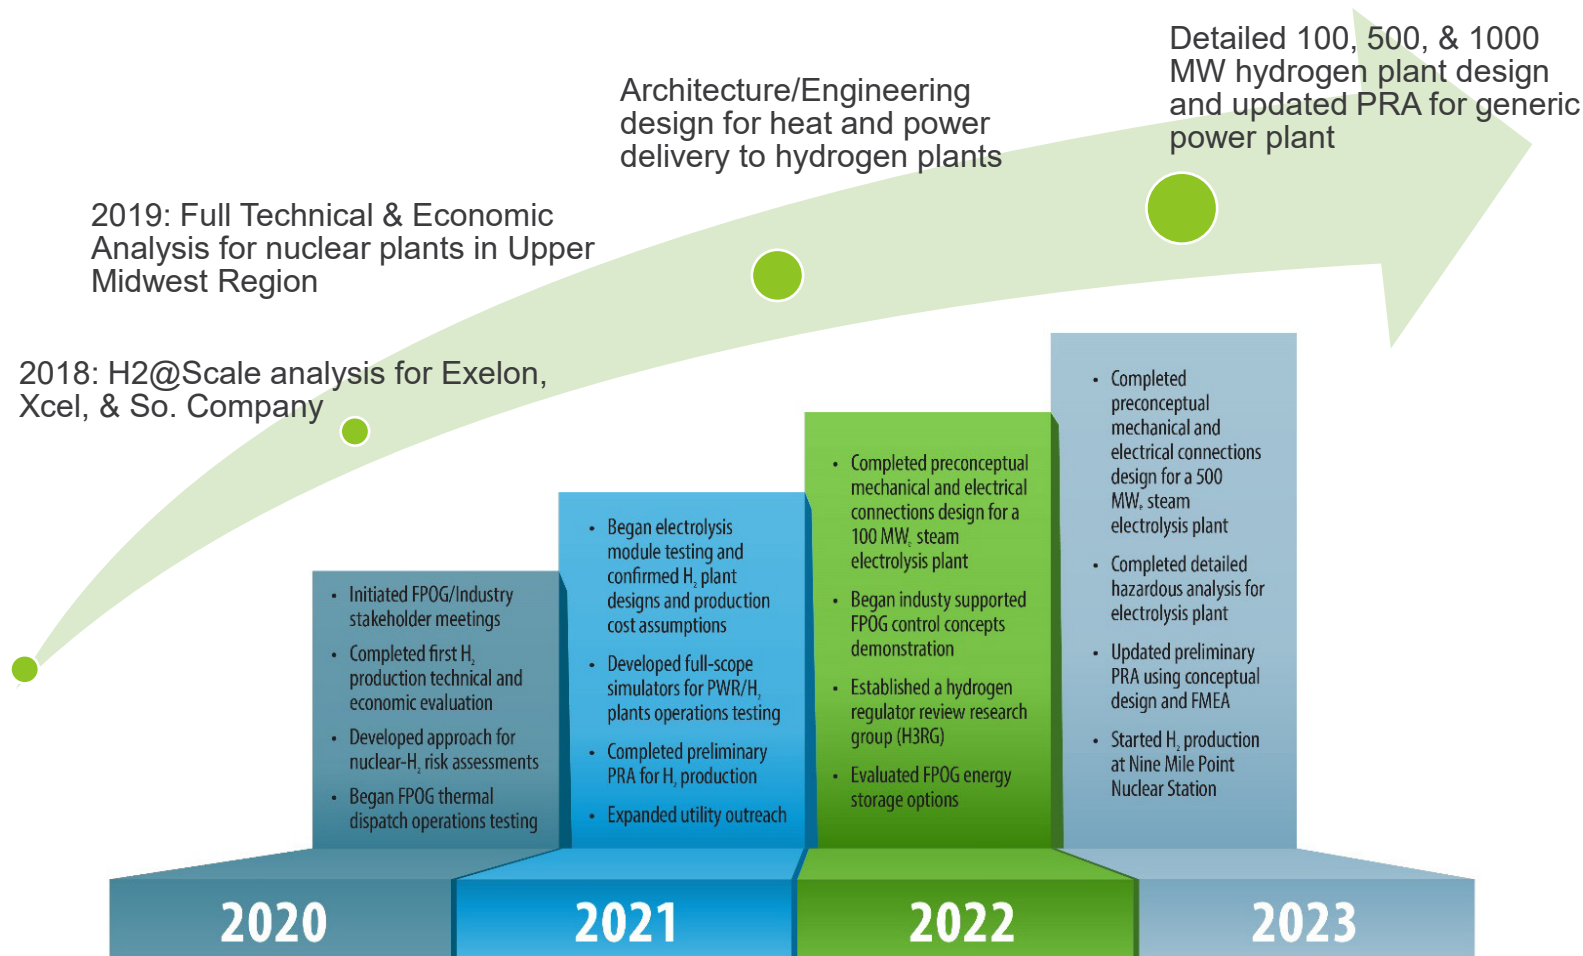 Detailed 100, 500, & 1000
MW hydrogen plant design
and updated PRA for generic
power plant
Architecture/Engineering
design for heat and power
delivery to hydrogen plants
2019: Full Technical & Economic
Analysis for nuclear plants in Upper
Midwest Region
2018: H2@Scale analysis for Exelon,
Xcel, & So. Company
• Initiated FPOG/Industry
stakeholder meetings
• Completed first H₂
production technical and
economic evaluation
• Developed approach for
nuclear-H₂ risk assessments
• Began FPOG thermal
dispatch operations testing
• Began electrolysis
module testing and
confirmed H₂ plant
designs and production
cost assumptions
• Developed full-scope
simulators for PWR/H₂
plants operations testing
• Completed preliminary
PRA for H₂ production
• Expanded utility outreach
• Completed preconceptual
mechanical and electrical
connections design for a
100 MWₑ steam
electrolysis plant
• Began industy supported
FPOG control concepts
demonstration
• Established a hydrogen
regulator review research
group (H3RG)
• Evaluated FPOG energy
storage options
• Completed
preconceptual
mechanical and
electrical connections
design for a 500
MWₑ steam
electrolysis plant
• Completed detailed
hazardous analysis for
electrolysis plant
• Updated preliminary
PRA using conceptual
design and FMEA
• Started H₂ production
at Nine Mile Point
Nuclear Station
2020
2021
2022
2023